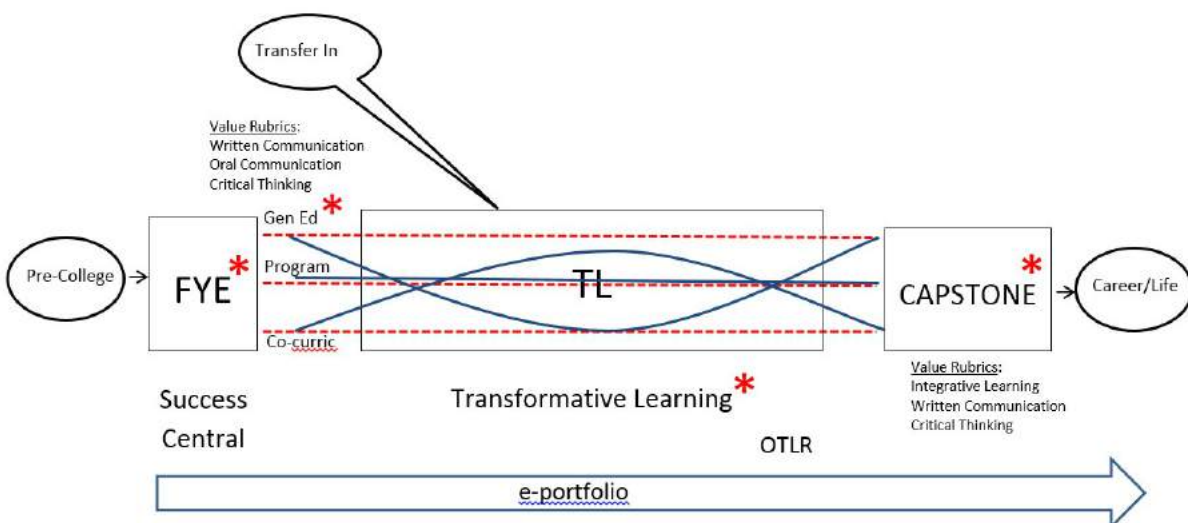 Transfer In
Value Rubrics:
Written Communication
Oral Communication
Critical Thinking
Gen Ed *
Pre-College
FYE *
Program
TL
CAPSTONE
*
Career/Life
Co-curric
Value Rubrics:
Integrative Learning
Written Communication
Critical Thinking
Success
Central
Transformative Learning *
OTLR
e-portfolio